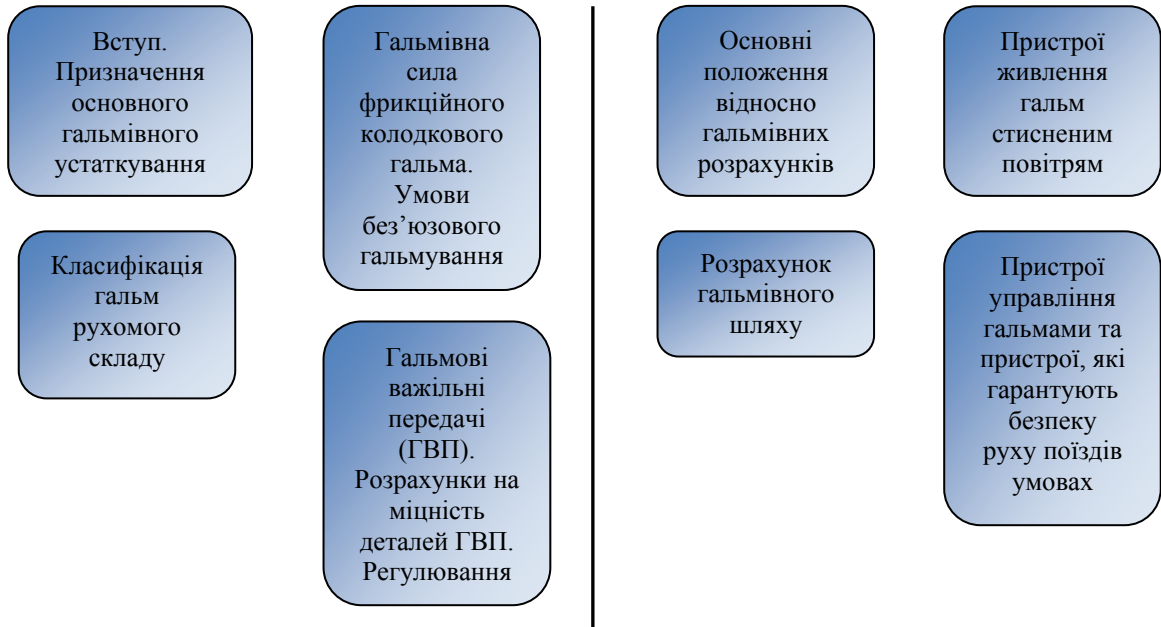 Вступ.
Призначення
основного
гальмівного
устаткування
Класифікація
гальм
рухомого
складу
Гальмівна
сила
фрикційного
колодкового
гальма.
Умови
без’юзового
гальмування
Гальмові
важільні
передачі
(ГВП).
Розрахунки на
міцність
деталей ГВП.
Регулювання
Основні
положення
відносно
гальмівних
розрахунків
Розрахунок
гальмівного
шляху
Пристрої
живлення
гальм
стисненим
повітрям
Пристрої
управління
гальмами та
пристрої, які
гарантують
безпеку
руху поїздів
умовах